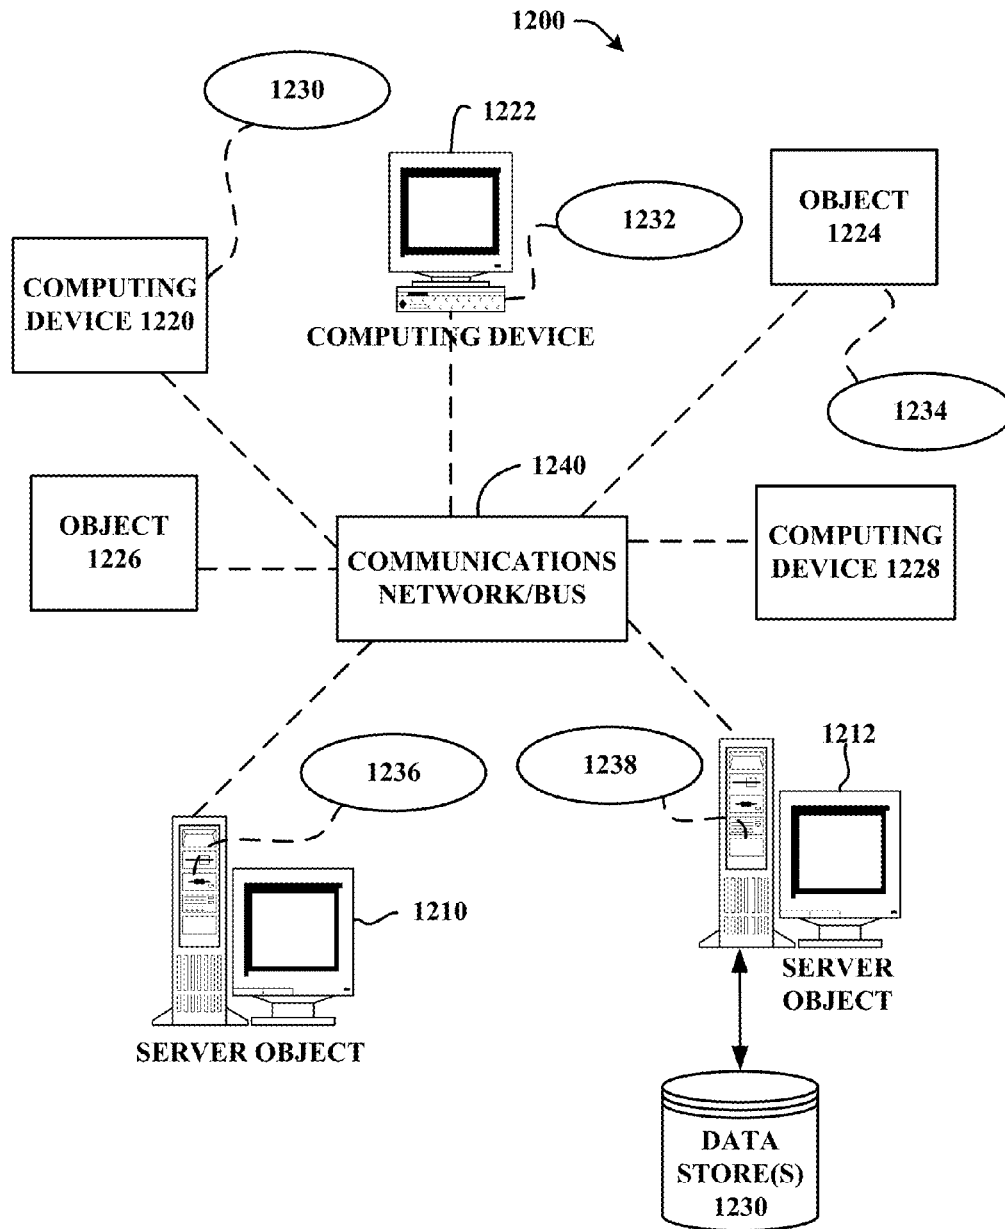 1200
1230
1222
1232
OBJECT
1224
COMPUTING
DEVICE 1220
COMPUTING DEVICE
1234
1240
OBJECT
1226
COMMUNICATIONS
NETWORK/BUS
COMPUTING
DEVICE 1228
1236
1238
1212
1210
SERVER OBJECT
SERVER
OBJECT
DATA
STORE(S)
1230